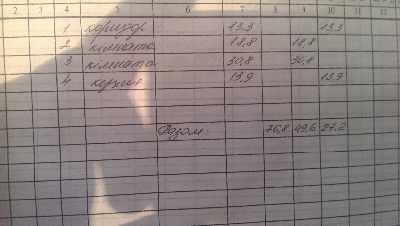 2 3 4 5 6 7 8 9 10 11 12
1 коридор 13,3 13,3
2 кімната 18,8 18,8
3 кімната 30,8 30,8
4 кухня 13,9 13,9
Разом: 76,8 49,6 27.2